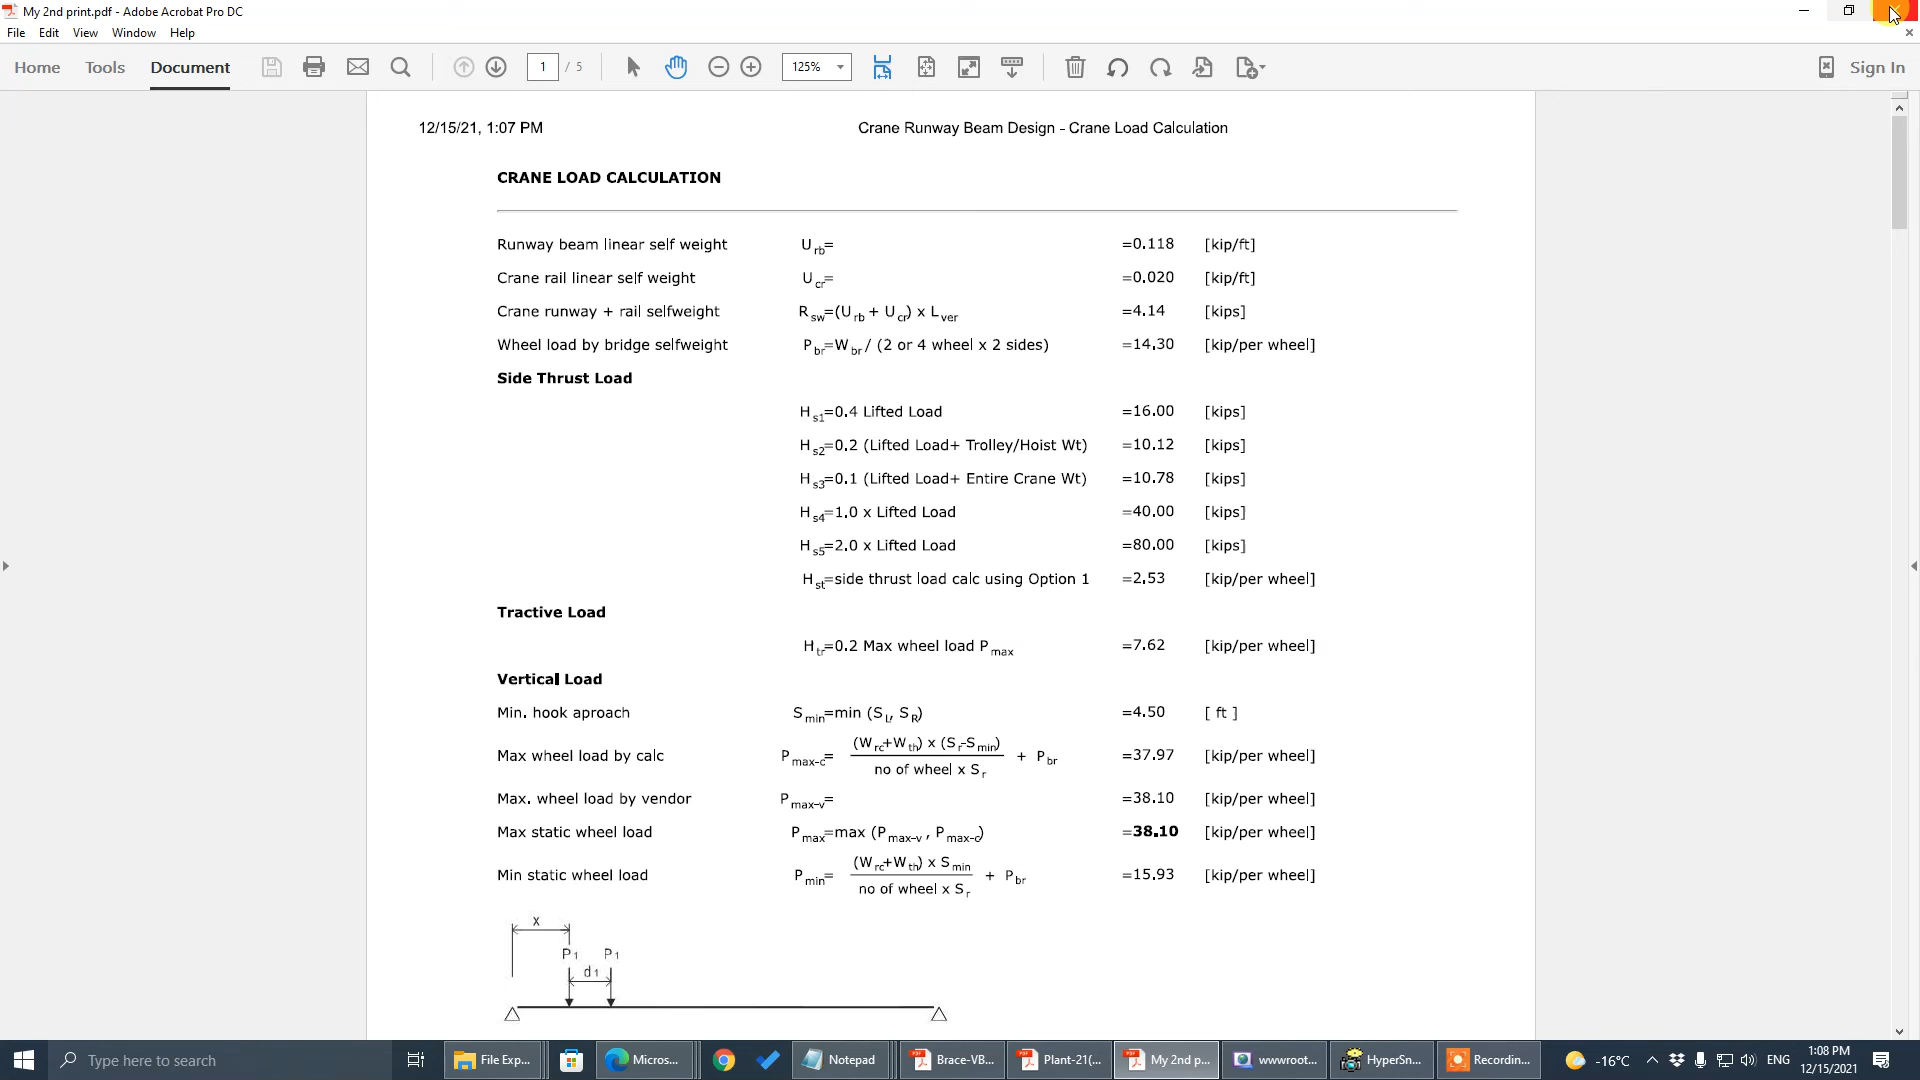 My 2nd print.pdf - Adobe Acrobat Pro DC
File Edit View Window Help
Home Tools Document 1 / 5 125% Sign In
12/15/21, 1:07 PM Crane Runway Beam Design - Crane Load Calculation
CRANE LOAD CALCULATION
Runway beam linear self weight U rb= =0.118 [kip/ft]
Crane rail linear self weight U cr= =0.020 [kip/ft]
Crane runway + rail selfweight R sw=(U rb + U cr) x L ver =4.14 [kips]
Wheel load by bridge selfweight P br=W br / (2 or 4 wheel x 2 sides) =14.30 [kip/per wheel]
Side Thrust Load
H s1=0.4 Lifted Load =16.00 [kips]
H s2=0.2 (Lifted Load+ Trolley/Hoist Wt) =10.12 [kips]
H s3=0.1 (Lifted Load+ Entire Crane Wt) =10.78 [kips]
H s4=1.0 x Lifted Load =40.00 [kips]
H s5=2.0 x Lifted Load =80.00 [kips]
H st=side thrust load calc using Option 1 =2.53 [kip/per wheel]
Tractive Load
H tr=0.2 Max wheel load P max =7.62 [kip/per wheel]
Vertical Load
Min. hook aproach S min=min (S L, S R) =4.50 [ ft ]
(W rc+W th) x (S r-S min)
Max wheel load by calc P max-c= + P br =37.97 [kip/per wheel]
no of wheel x S r
Max. wheel load by vendor P max-v= =38.10 [kip/per wheel]
Max static wheel load P max=max (P max-v , P max-c) =38.10 [kip/per wheel]
(W rc+W th) x S min
Min static wheel load P min= + P br =15.93 [kip/per wheel]
no of wheel x S r
x
P1 P1
d1
Type here to search File Exp... Micros... Notepad Brace-VB... Plant-21(... My 2nd p... wwwroot... HyperSn... Recordin... -16°C ENG 1:08 PM
12/15/2021